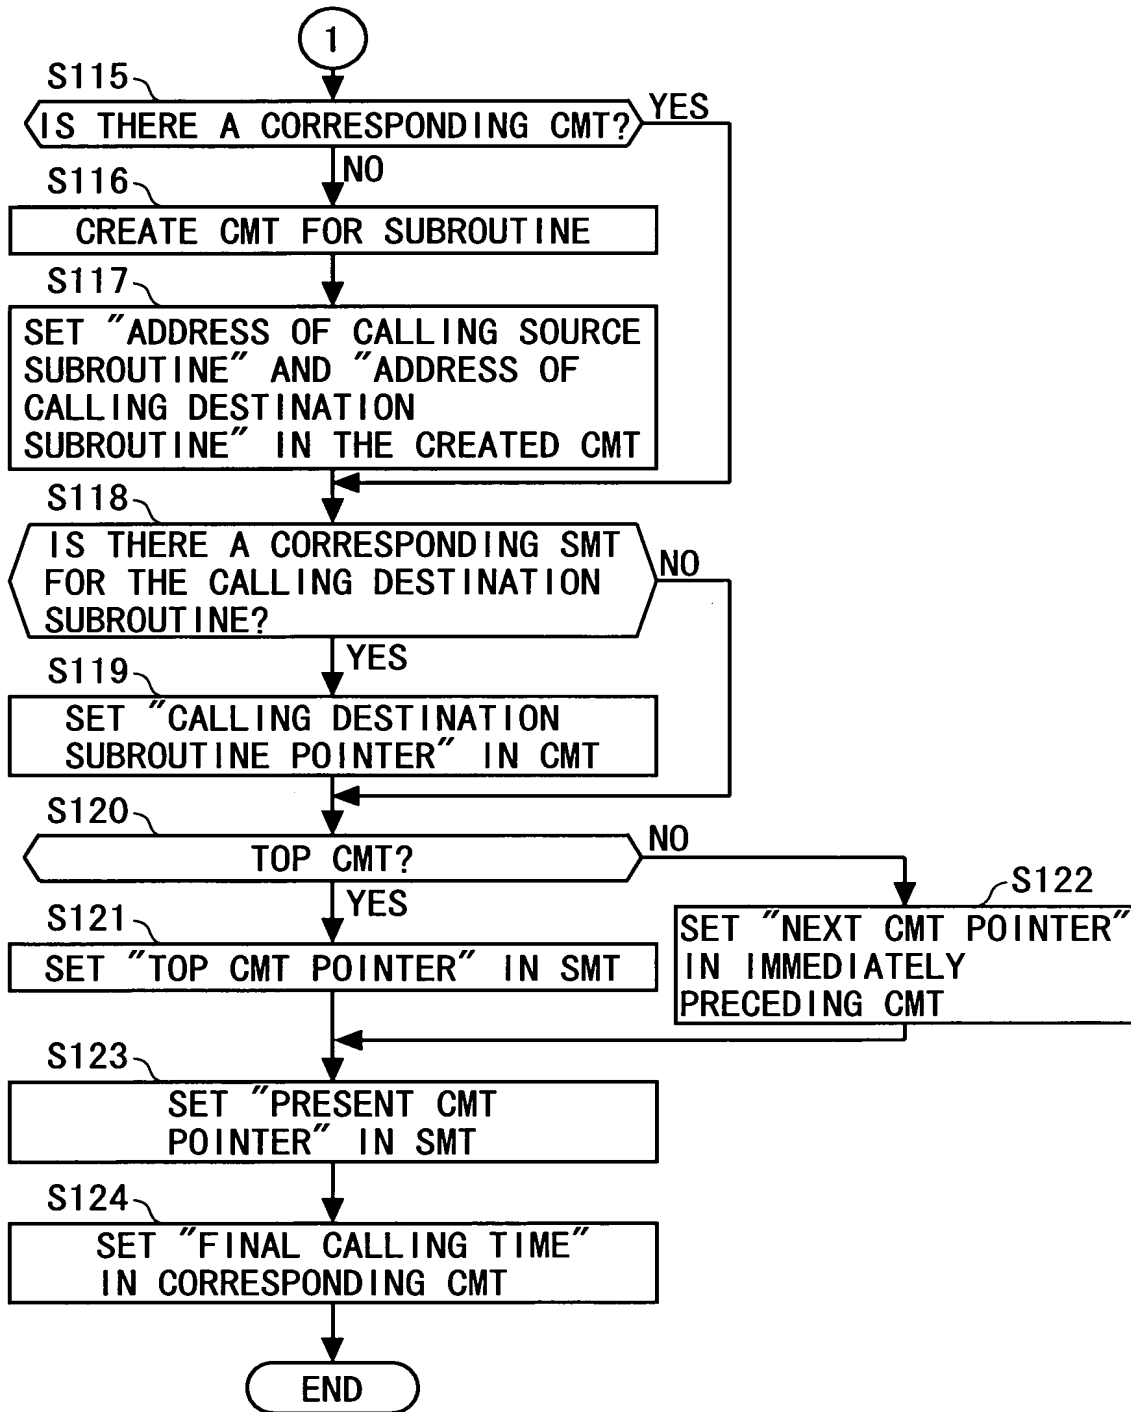 1
S115
IS THERE A CORRESPONDING CMT?
YES
NO
S116
CREATE CMT FOR SUBROUTINE
S117
SET "ADDRESS OF CALLING SOURCE
SUBROUTINE" AND "ADDRESS OF
CALLING DESTINATION
SUBROUTINE" IN THE CREATED CMT
S118
IS THERE A CORRESPONDING SMT
FOR THE CALLING DESTINATION
SUBROUTINE?
NO
YES
S119
SET "CALLING DESTINATION
SUBROUTINE POINTER" IN CMT
S120
TOP CMT?
NO
YES
S121
SET "TOP CMT POINTER" IN SMT
S122
SET "NEXT CMT POINTER"
IN IMMEDIATELY
PRECEDING CMT
S123
SET "PRESENT CMT
POINTER" IN SMT
S124
SET "FINAL CALLING TIME"
IN CORRESPONDING CMT
END